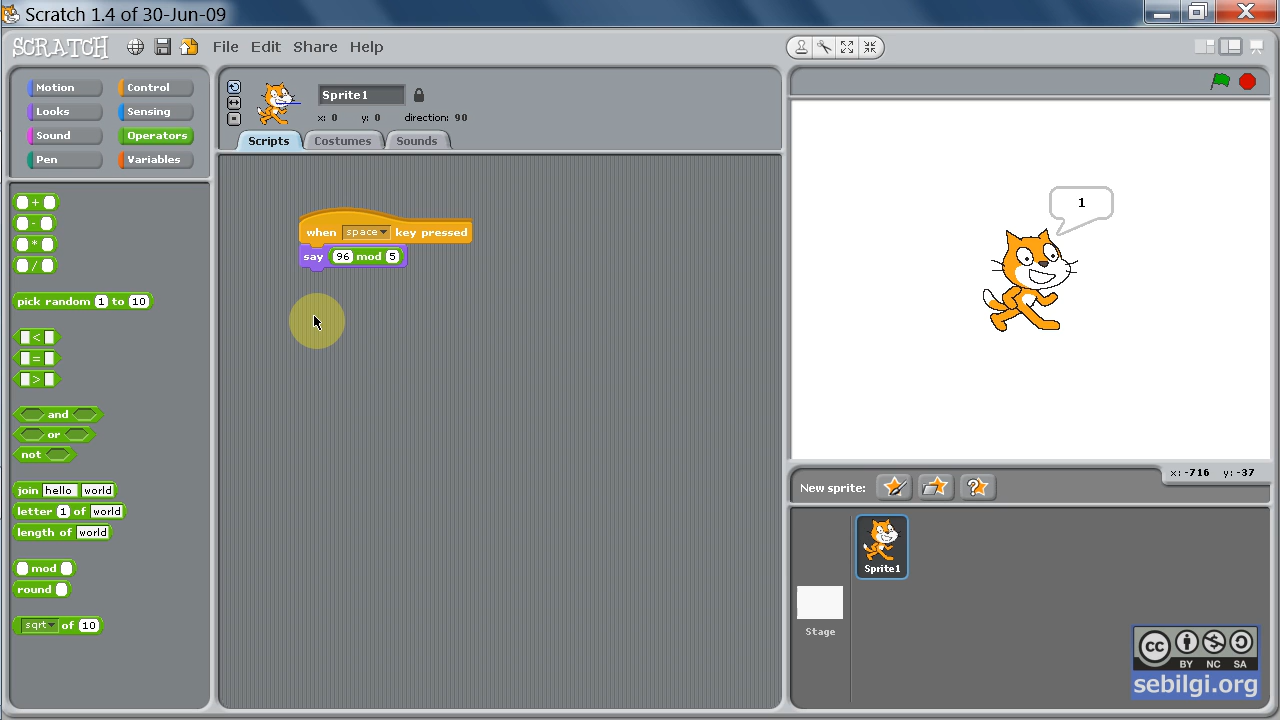 Scratch 1.4 of 30-Jun-09
SCRATCH File Edit Share Help
Motion Control
Looks Sensing
Sound Operators
Pen Variables
+
-
*
/
pick random 1 to 10
<
=
>
and
or
not
join hello world
letter 1 of world
length of world
mod
round
sqrt of 10
Sprite1
x: 0 y: 0 direction: 90
Scripts Costumes Sounds
when space key pressed
say 96 mod 5
1
x: -716 y: -37
New sprite:
Sprite1
Stage
cc
BY NC SA
sebilgi.org